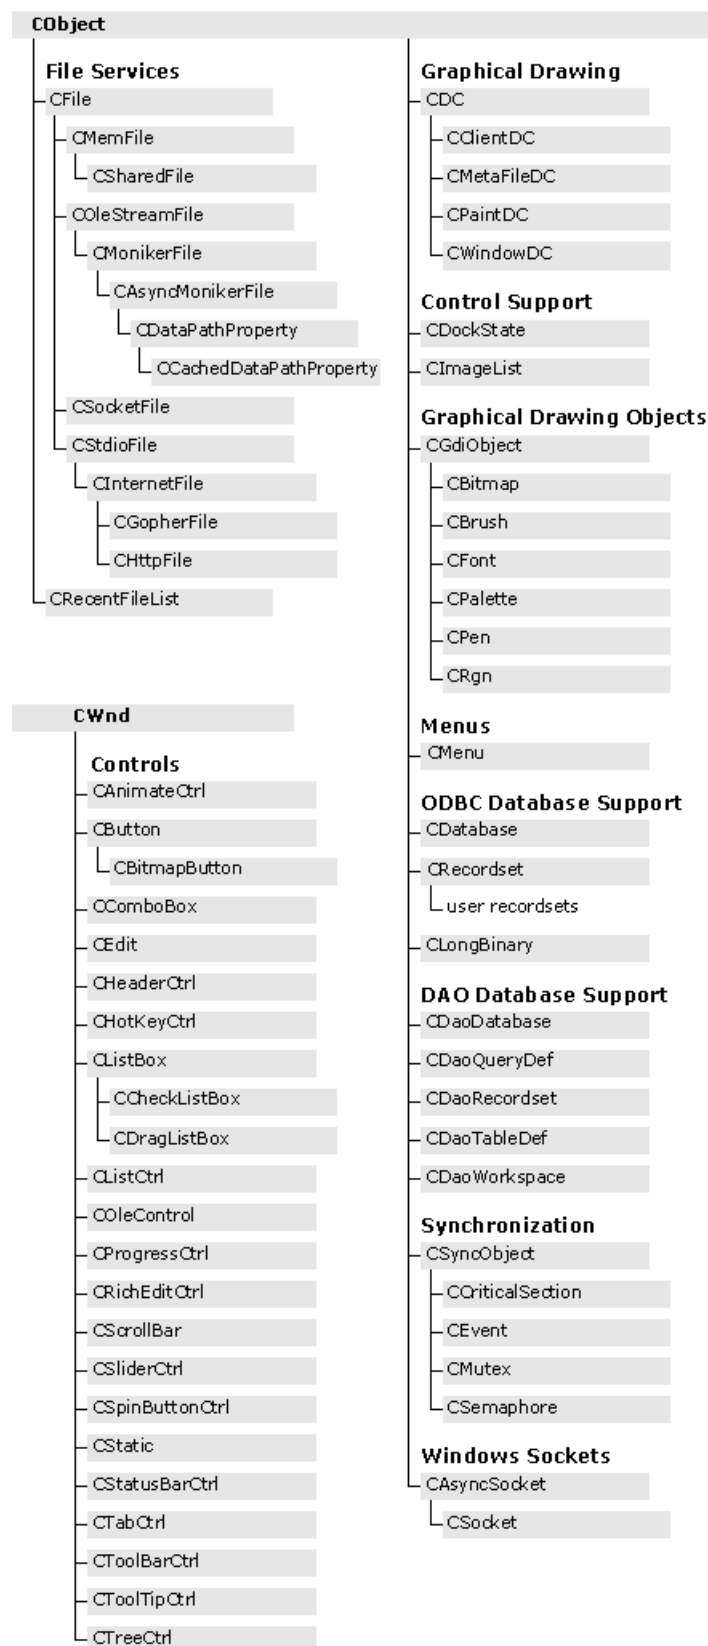 CObject
File Services
CFile
CMemFile
CSharedFile
COleStreamFile
CMonikerFile
CAsyncMonikerFile
CDataPathProperty
CCachedDataPathProperty
CSocketFile
CStdioFile
CInternetFile
CGopherFile
CHttpFile
CRecentFileList
CWnd
Controls
CAnimateCtrl
CButton
CBitmapButton
CComboBox
CEdit
CHeaderCtrl
CHotKeyCtrl
CListBox
CCheckListBox
CDragListBox
CListCtrl
COleControl
CProgressCtrl
CRichEditCtrl
CScrollBar
CSliderCtrl
CSpinButtonCtrl
CStatic
CStatusBarCtrl
CTabCtrl
CToolBarCtrl
CToolTipCtrl
CTreeCtrl
Graphical Drawing
CDC
CClientDC
CMetaFileDC
CPaintDC
CWindowDC
Control Support
CDockState
CImageList
Graphical Drawing Objects
CGdiObject
CBitmap
CBrush
CFont
CPalette
CPen
CRgn
Menus
CMenu
ODBC Database Support
CDatabase
CRecordset
user recordsets
CLongBinary
DAO Database Support
CDaoDatabase
CDaoQueryDef
CDaoRecordset
CDaoTableDef
CDaoWorkspace
Synchronization
CSyncObject
CCriticalSection
CEvent
CMutex
CSemaphore
Windows Sockets
CAsyncSocket
CSocket